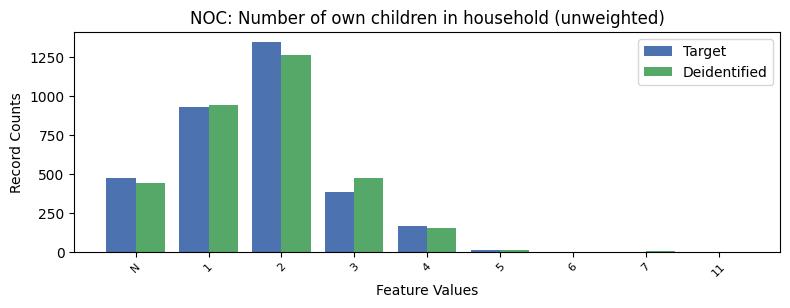 NOC: Number of own children in household (unweighted)
Target
Deidentified
Record Counts
1250
1000
750
500
250
0
N 1 2 3 4 5 6 7 11
Feature Values